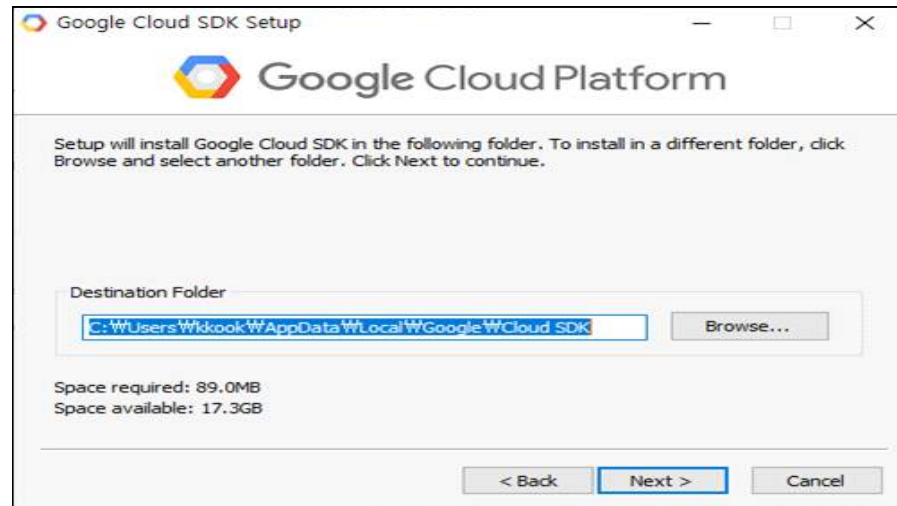 Google Cloud SDK Setup
Google Cloud Platform
Setup will install Google Cloud SDK in the following folder. To install in a different folder, click
Browse and select another folder. Click Next to continue.
Destination Folder
C:₩Users₩kkook₩AppData₩Local₩Google₩Cloud SDK
Browse...
Space required: 89.0MB
Space available: 17.3GB
< Back Next > Cancel